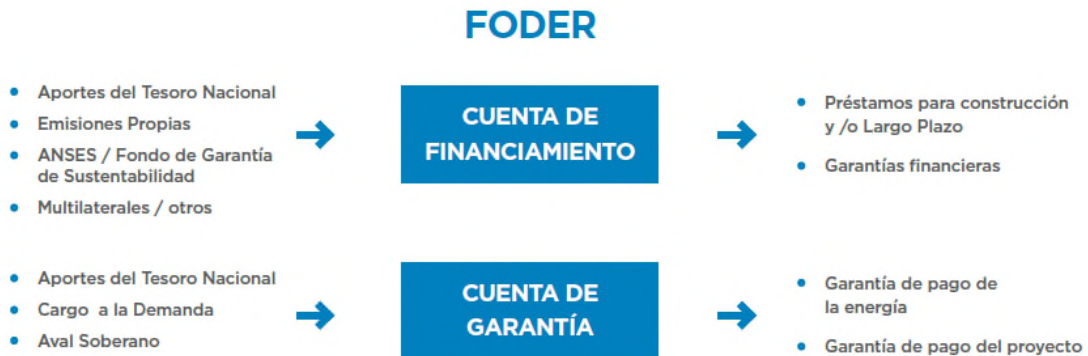 FODER
Aportes del Tesoro Nacional
Emisiones Propias
ANSES / Fondo de Garantía
de Sustentabilidad
Multilaterales / otros
CUENTA DE
FINANCIAMIENTO
Préstamos para construcción
y /o Largo Plazo
Garantías financieras
Aportes del Tesoro Nacional
Cargo a la Demanda
Aval Soberano
CUENTA DE
GARANTÍA
Garantía de pago de
la energía
Garantía de pago del proyecto